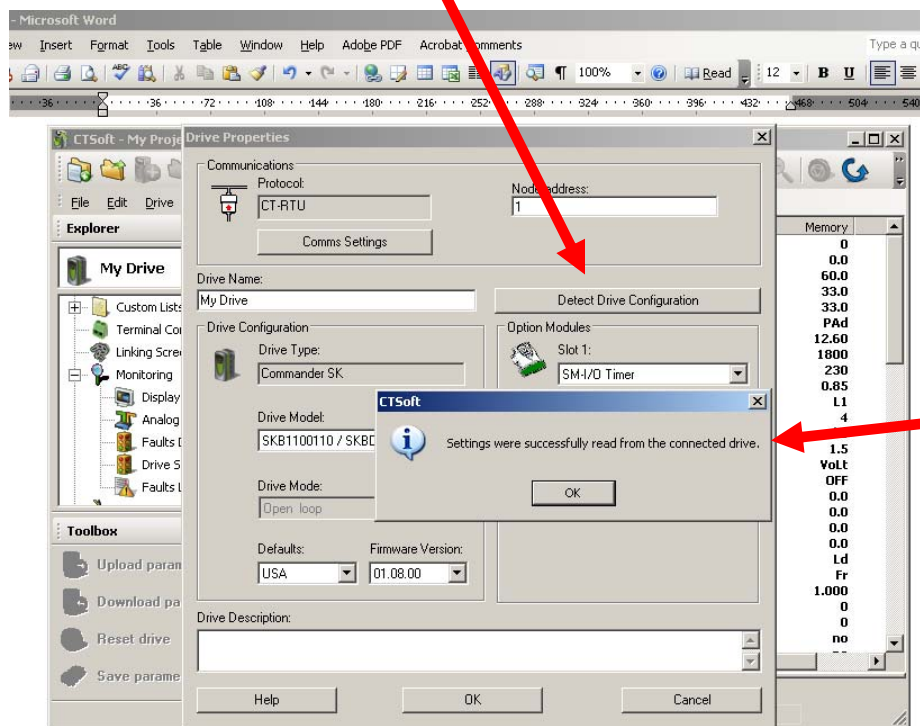 - Microsoft Word
Insert Format Tools Table Window Help Adobe PDF Acrobat Comments
Type a
100% Read 12 B U
36 36 72 108 144 180 216 252 288 324 360 396 432 468 504 540
CTSoft - My Proje
File Edit Drive
Explorer
My Drive
Custom Lists
Terminal
Linking
Monitoring
Display
Analog
Faults
Drive
Faults
Toolbox
Upload
Download
Reset drive
Save
Drive Properties
Communications
Protocol:
CT-RTU
Node address:
1
Comms Settings
Drive Name:
My Drive
Detect Drive Configuration
Drive Configuration
Drive Type:
Commander SK
Drive Model:
SKB1100110 /
Drive Mode:
Open loop
Defaults:
USA
Firmware Version:
01.08.00
Option Modules
Slot 1:
SM-I/O Timer
CTSoft
Settings were successfully read from the connected drive.
OK
Drive Description:
Help OK Cancel
Memory
0
0.0
60.0
33.0
33.0
PAd
12.60
1800
230
0.85
L1
4
1.5
VoLt
OFF
0.0
0.0
0.0
0.0
Ld
Fr
1.000
0
0
no